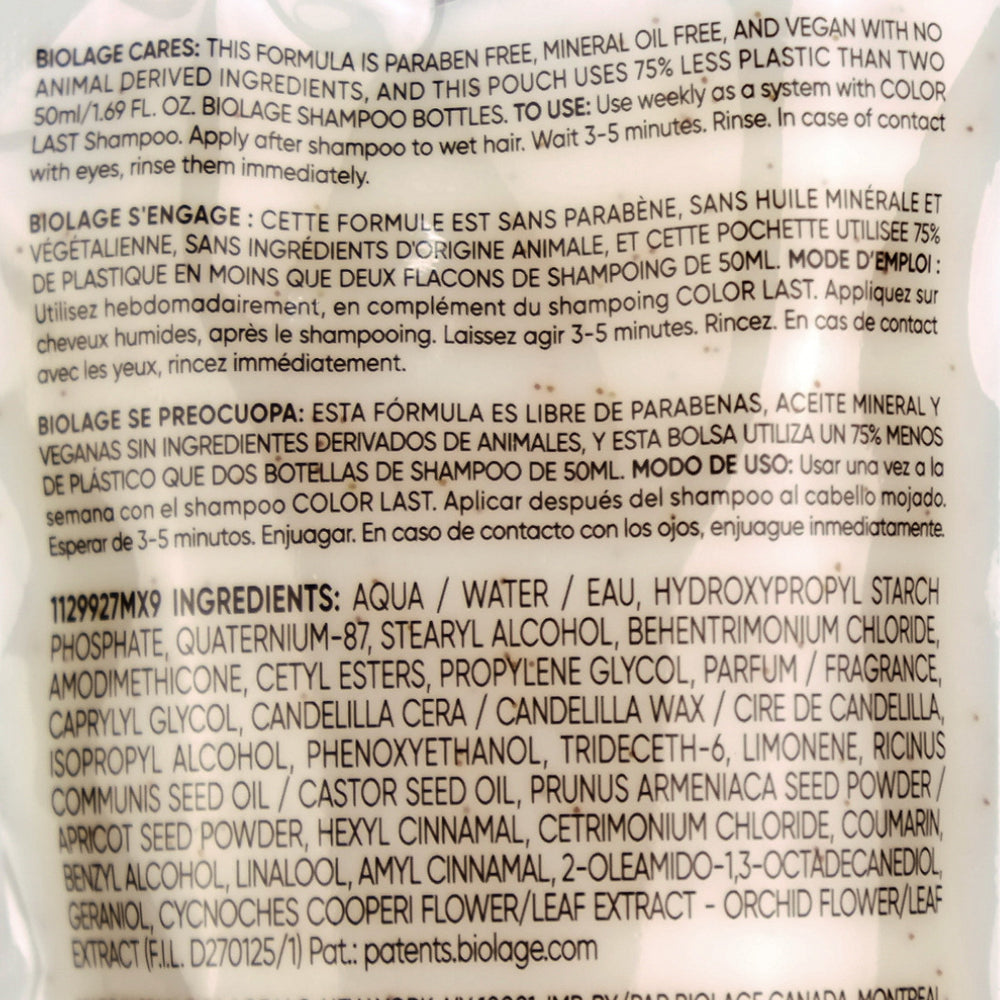 BIOLAGE CARES: THIS FORMULA IS PARABEN FREE, MINERAL OIL FREE, AND VEGAN WITH NO
ANIMAL DERIVED INGREDIENTS, AND THIS POUCH USES 75% LESS PLASTIC THAN TWO
50ml/1.69 FL. OZ. BIOLAGE SHAMPOO BOTTLES. TO USE: Use weekly as a system with COLOR
LAST Shampoo. Apply after shampoo to wet hair. Wait 3-5 minutes. Rinse. In case of contact
with eyes, rinse them immediately.
BIOLAGE S'ENGAGE : CETTE FORMULE EST SANS PARABÈNE, SANS HUILE MINÉRALE ET
VÉGÉTALIENNE, SANS INGRÉDIENTS D'ORIGINE ANIMALE, ET CETTE POCHETTE UTILISÉE 75%
DE PLASTIQUE EN MOINS QUE DEUX FLACONS DE SHAMPOING DE 50ML. MODE D'EMPLOI :
Utilisez hebdomadairement, en complément du shampoing COLOR LAST. Appliquez sur
cheveux humides, après le shampooing. Laissez agir 3-5 minutes. Rincez. En cas de contact
avec les yeux, rincez immédiatement.
BIOLAGE SE PREOCUOPA: ESTA FÓRMULA ES LIBRE DE PARABENAS, ACEITE MINERAL Y
VEGANAS SIN INGREDIENTES DERIVADOS DE ANIMALES, Y ESTA BOLSA UTILIZA UN 75% MENOS
DE PLÁSTICO QUE DOS BOTELLAS DE SHAMPOO DE 50ML. MODO DE USO: Usar una vez a la
semana con el shampoo COLOR LAST. Aplicar después del shampoo al cabello mojado.
Esperar de 3-5 minutos. Enjuagar. En caso de contacto con los ojos, enjuague inmediatamente.
1129927MX9 INGREDIENTS: AQUA / WATER / EAU, HYDROXYPROPYL STARCH
PHOSPHATE, QUATERNIUM-87, STEARYL ALCOHOL, BEHENTRIMONIUM CHLORIDE,
AMODIMETHICONE, CETYL ESTERS, PROPYLENE GLYCOL, PARFUM / FRAGRANCE,
CAPRYLYL GLYCOL, CANDELILLA CERA / CANDELILLA WAX / CIRE DE CANDELILLA,
ISOPROPYL ALCOHOL, PHENOXYETHANOL, TRIDECETH-6, LIMONENE, RICINUS
COMMUNIS SEED OIL / CASTOR SEED OIL, PRUNUS ARMENIACA SEED POWDER /
APRICOT SEED POWDER, HEXYL CINNAMAL, CETRIMONIUM CHLORIDE, COUMARIN,
BENZYL ALCOHOL, LINALOOL, AMYL CINNAMAL, 2-OLEAMIDO-1,3-OCTADECANEDIOL,
GERANIOL, CYCNOCHES COOPERI FLOWER/LEAF EXTRACT - ORCHID FLOWER/LEAF
EXTRACT (F.I.L. D270125/1) Pat.: patents.biolage.com